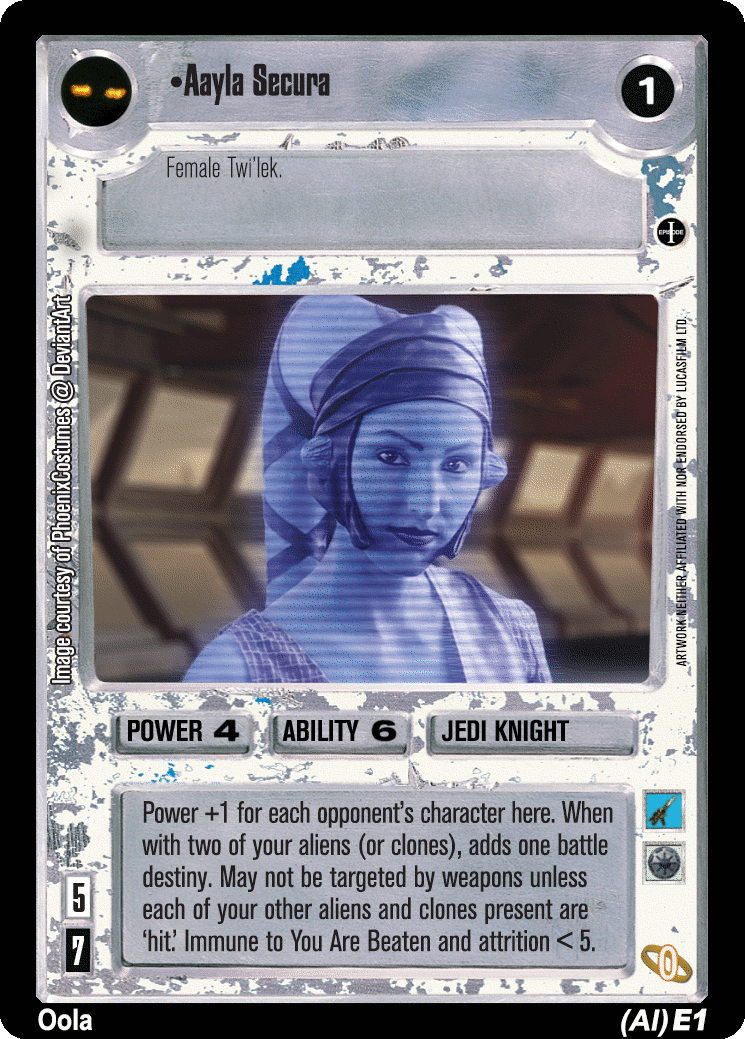 •Aayla Secura
1
Female Twi'lek.
EPISODE
I
Image courtesy of PhoenixCostumes @ DeviantArt
ARTWORK NEITHER AFFILIATED WITH NOR ENDORSED BY LUCASFILM LTD.
POWER 4
ABILITY 6
JEDI KNIGHT
Power +1 for each opponent's character here. When
with two of your aliens (or clones), adds one battle
destiny. May not be targeted by weapons unless
each of your other aliens and clones present are
'hit.' Immune to You Are Beaten and attrition < 5.
5
7
0
Oola
(AI) E1